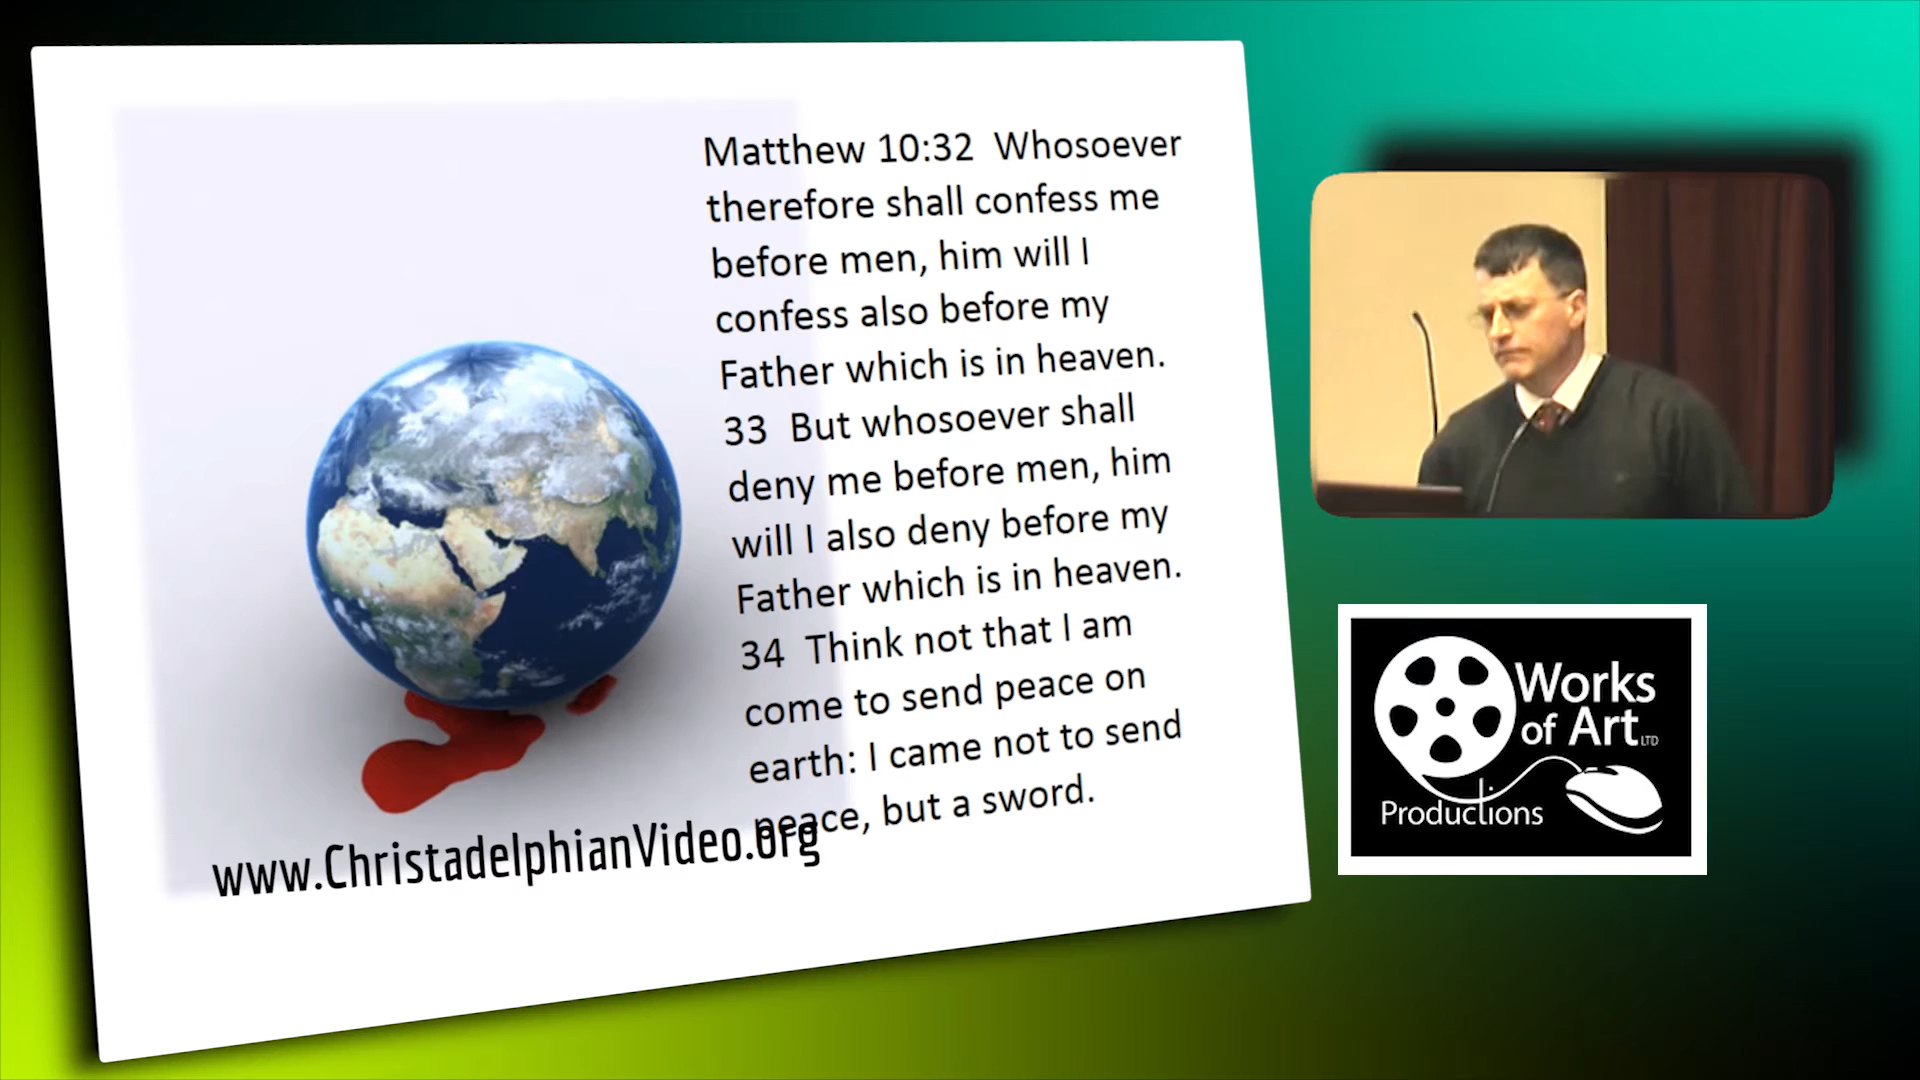 Matthew 10:32  Whosoever
therefore shall confess me
before men, him will I
confess also before my
Father which is in heaven.
33  But whosoever shall
deny me before men, him
will I also deny before my
Father which is in heaven.
34  Think not that I am
come to send peace on
earth: I came not to send
peace, but a sword.
www.ChristadelphianVideo.org
Works
of Art LTD
Productions